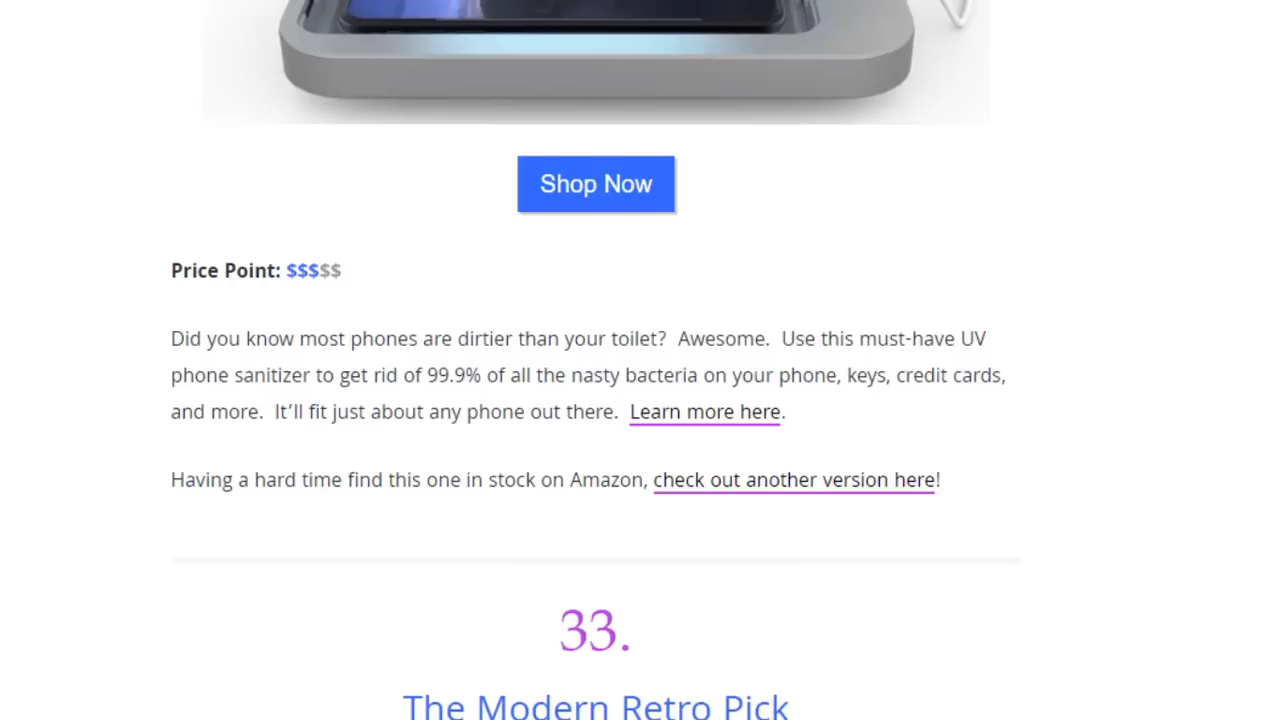 Shop Now
Price Point: $$$$$
Did you know most phones are dirtier than your toilet?  Awesome.  Use this must-have UV
phone sanitizer to get rid of 99.9% of all the nasty bacteria on your phone, keys, credit cards,
and more.  It’ll fit just about any phone out there.  Learn more here.
Having a hard time find this one in stock on Amazon, check out another version here!
33.
The Modern Retro Pick